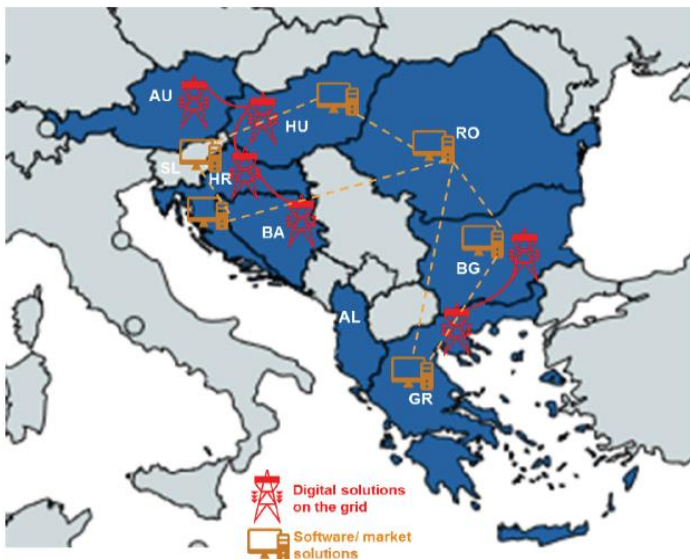 AU
HU
RO
SL
HR
BA
BG
AL
GR
Digital solutions
on the grid
Software/ market
solutions